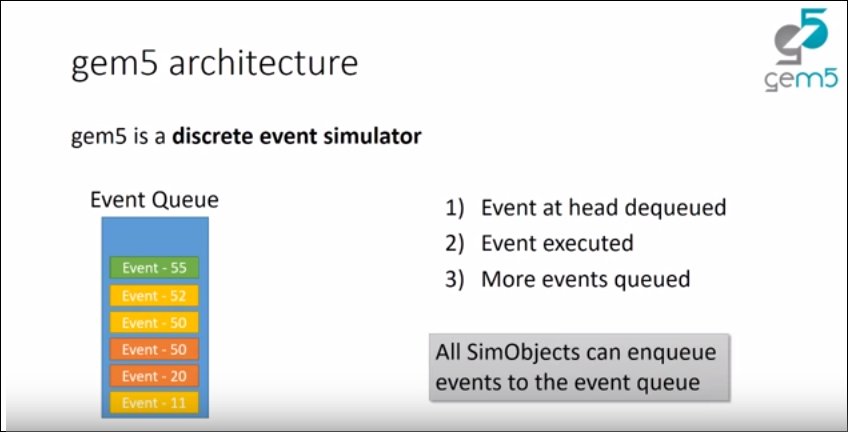 gem5
gem5 architecture
gem5 is a discrete event simulator
Event Queue
Event - 55
Event - 52
Event - 50
Event - 50
Event - 20
Event - 11
1) Event at head dequeued
2) Event executed
3) More events queued
All SimObjects can enqueue
events to the event queue